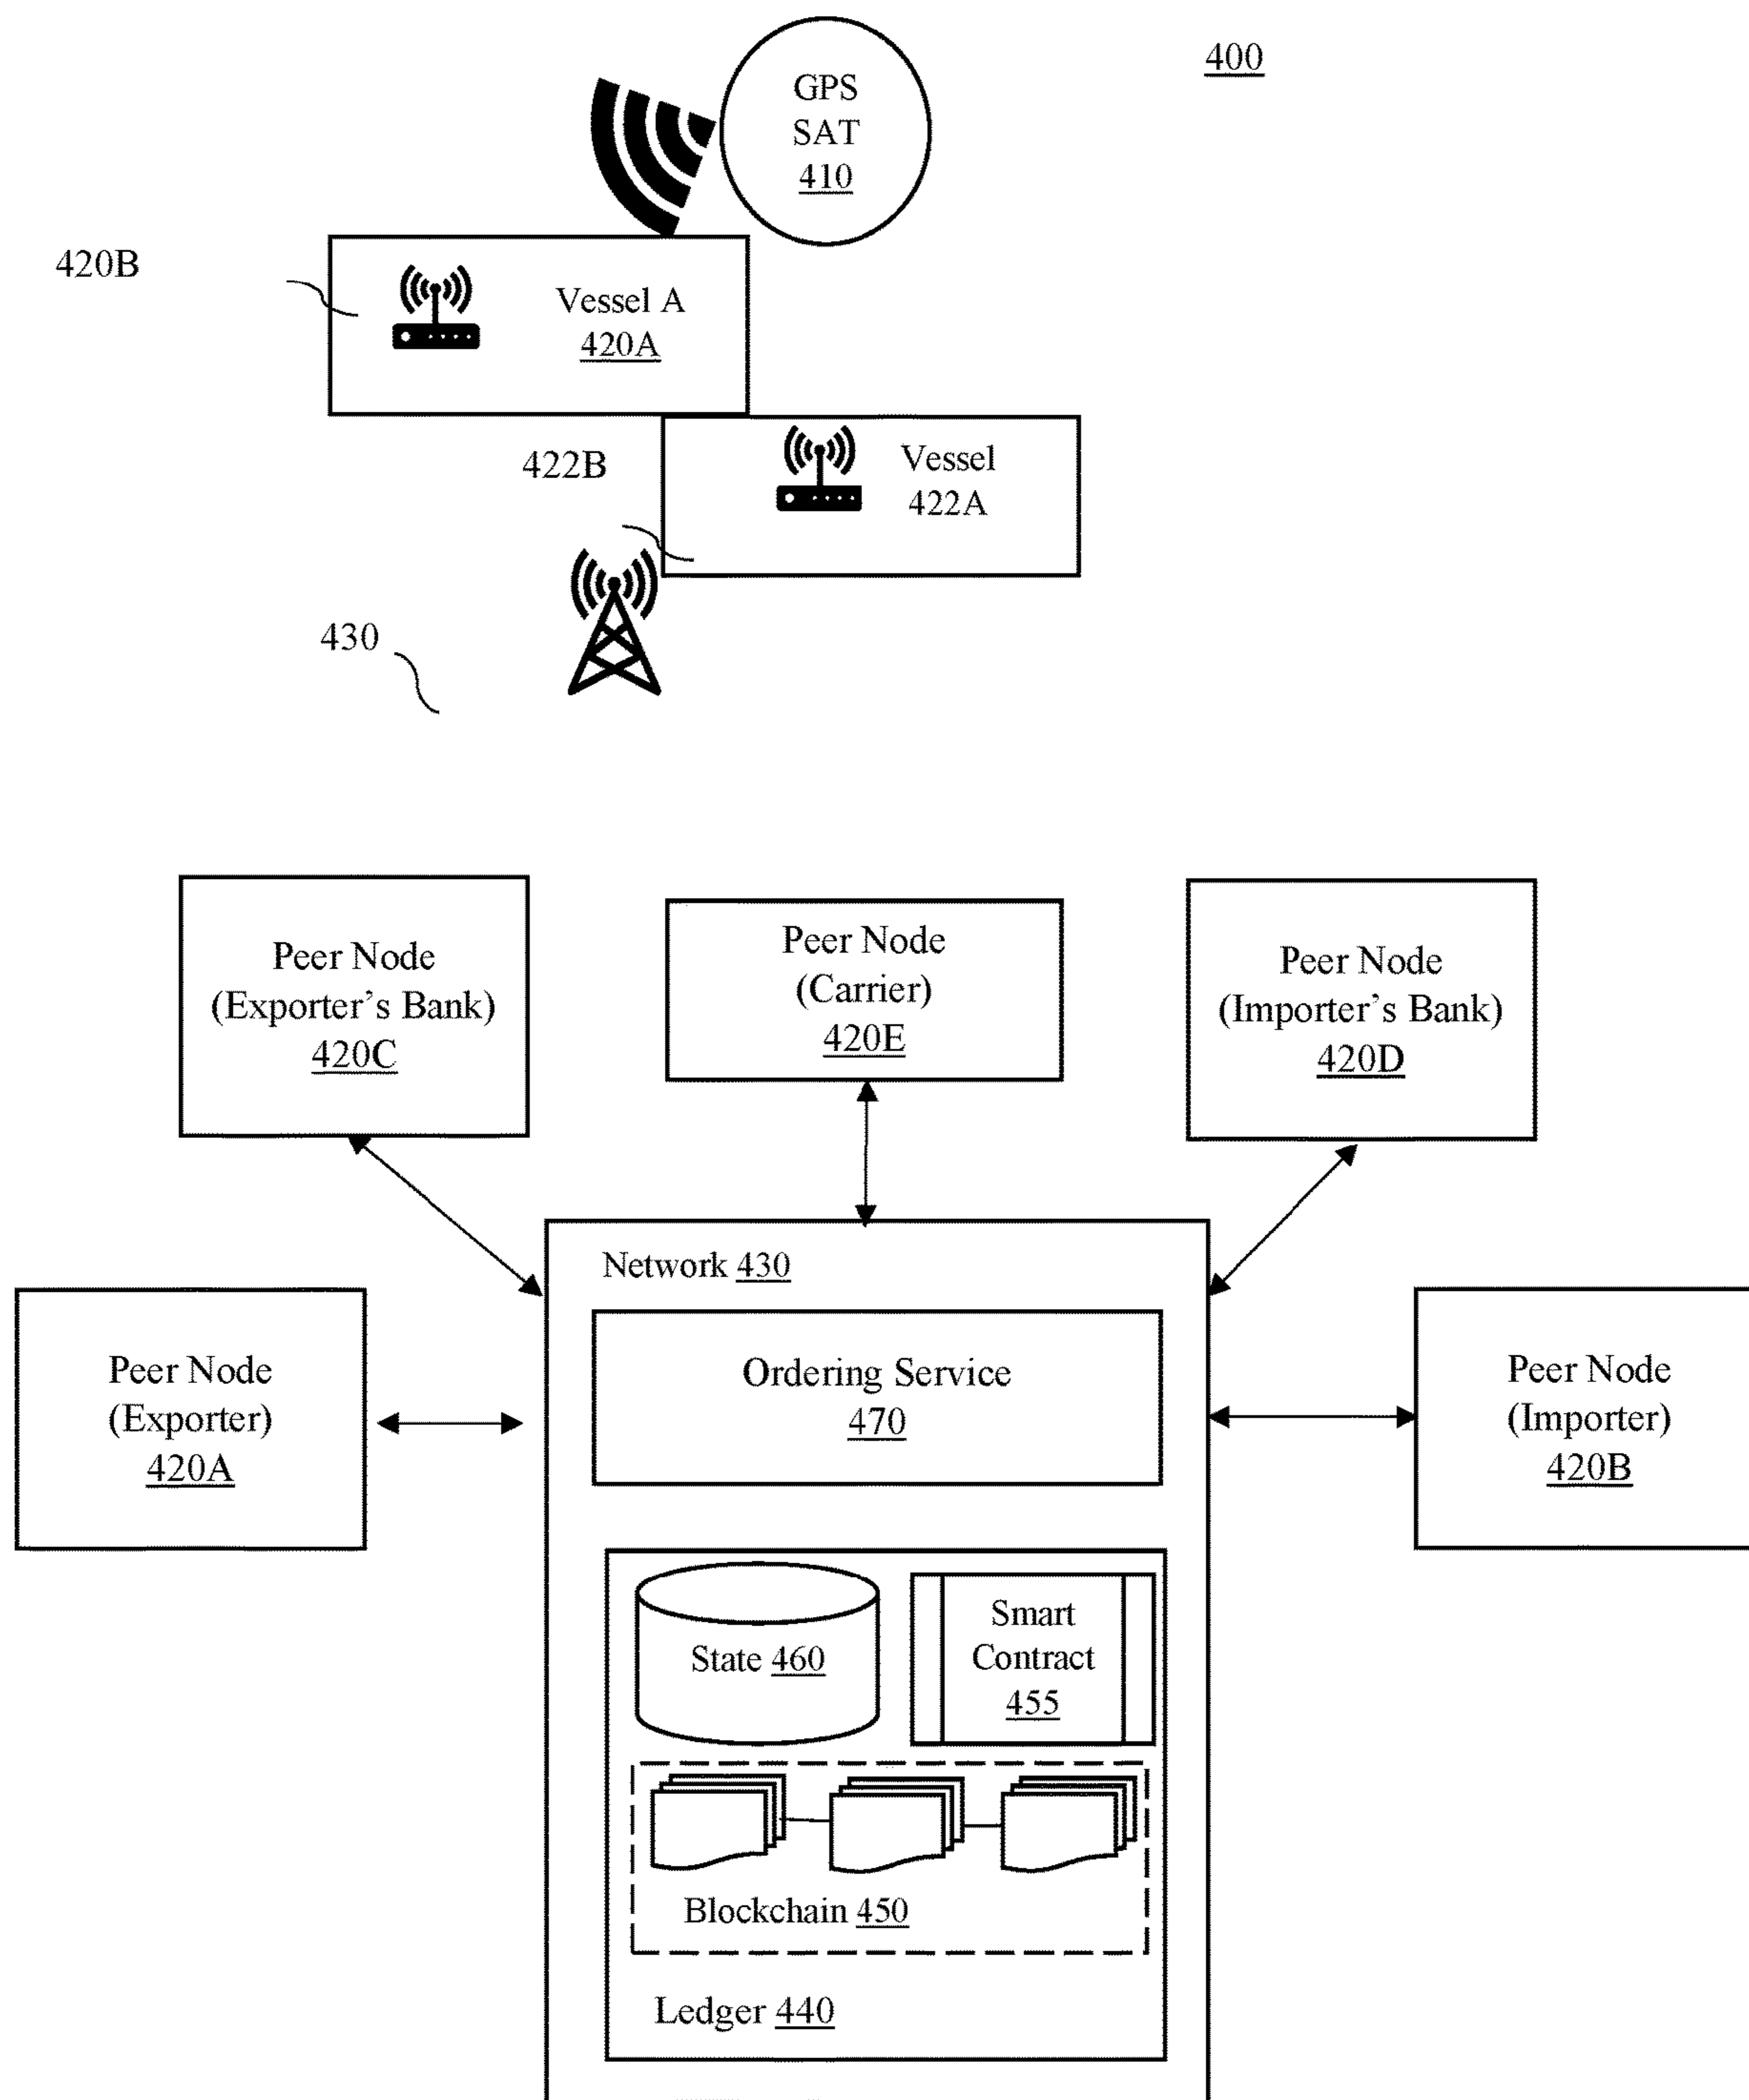 400
GPS
SAT
410
420B
Vessel A
420A
422B
Vessel
422A
430
Peer Node
(Exporter's Bank)
420C
Peer Node
(Carrier)
420E
Peer Node
(Importer's Bank)
420D
Network 430
Peer Node
(Exporter)
420A
Ordering Service
470
Peer Node
(Importer)
420B
State 460
Smart
Contract
455
Blockchain 450
Ledger 440